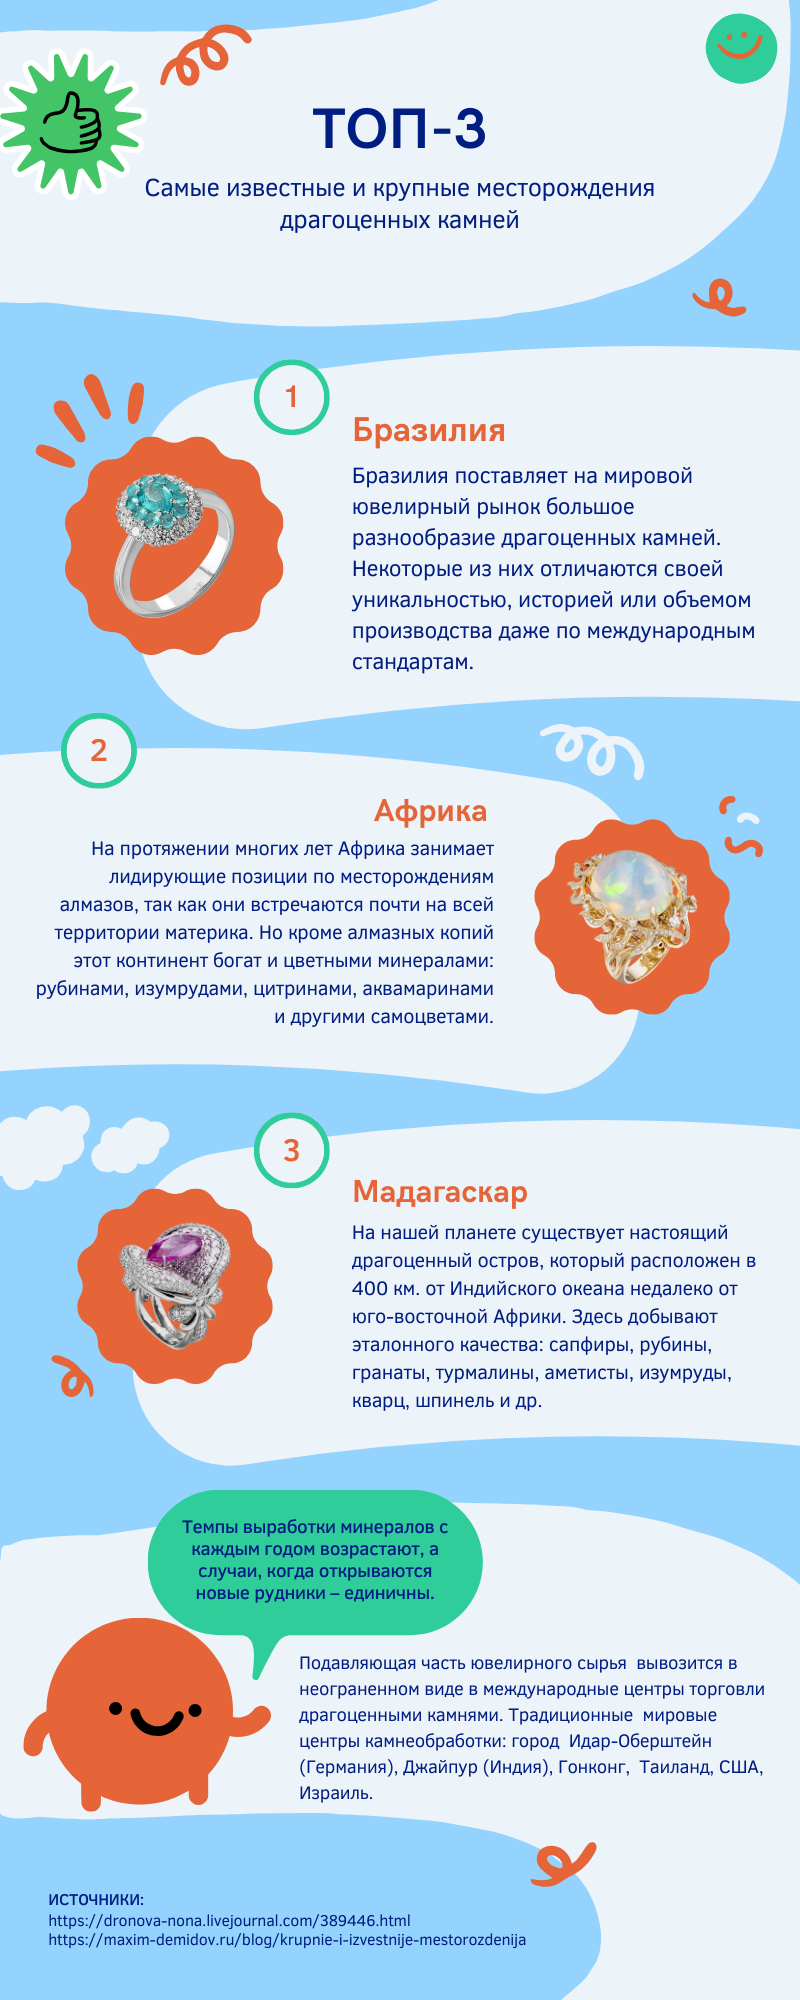 ТОП-3
Самые известные и крупные месторождения
драгоценных камней
1
Бразилия
Бразилия поставляет на мировой
ювелирный рынок большое
разнообразие драгоценных камней.
Некоторые из них отличаются своей
уникальностью, историей или объемом
производства даже по международным
стандартам.
2
Африка
На протяжении многих лет Африка занимает
лидирующие позиции по месторождениям
алмазов, так как они встречаются почти на всей
территории материка. Но кроме алмазных копий
этот континент богат и цветными минералами:
рубинами, изумрудами, цитринами, аквамаринами
и другими самоцветами.
3
Мадагаскар
На нашей планете существует настоящий
драгоценный остров, который расположен в
400 км. от Индийского океана недалеко от
юго-восточной Африки. Здесь добывают
эталонного качества: сапфиры, рубины,
гранаты, турмалины, аметисты, изумруды,
кварц, шпинель и др.
Темпы выработки минералов с
каждым годом возрастают, а
случаи, когда открываются
новые рудники – единичны.
Подавляющая часть ювелирного сырья  вывозится в
неограненном виде в международные центры торговли
драгоценными камнями. Традиционные  мировые
центры камнеобработки: город  Идар-Оберштейн
(Германия), Джайпур (Индия), Гонконг,  Таиланд, США,
Израиль.
ИСТОЧНИКИ:
https://dronova-nona.livejournal.com/389446.html
https://maxim-demidov.ru/blog/krupnie-i-izvestnije-mestorozdenija